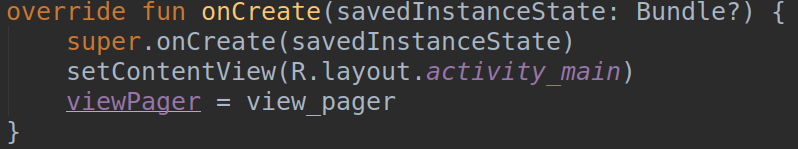 override fun onCreate(savedInstanceState: Bundle?) {
    super.onCreate(savedInstanceState)
    setContentView(R.layout.activity_main)
    viewPager = view_pager
}